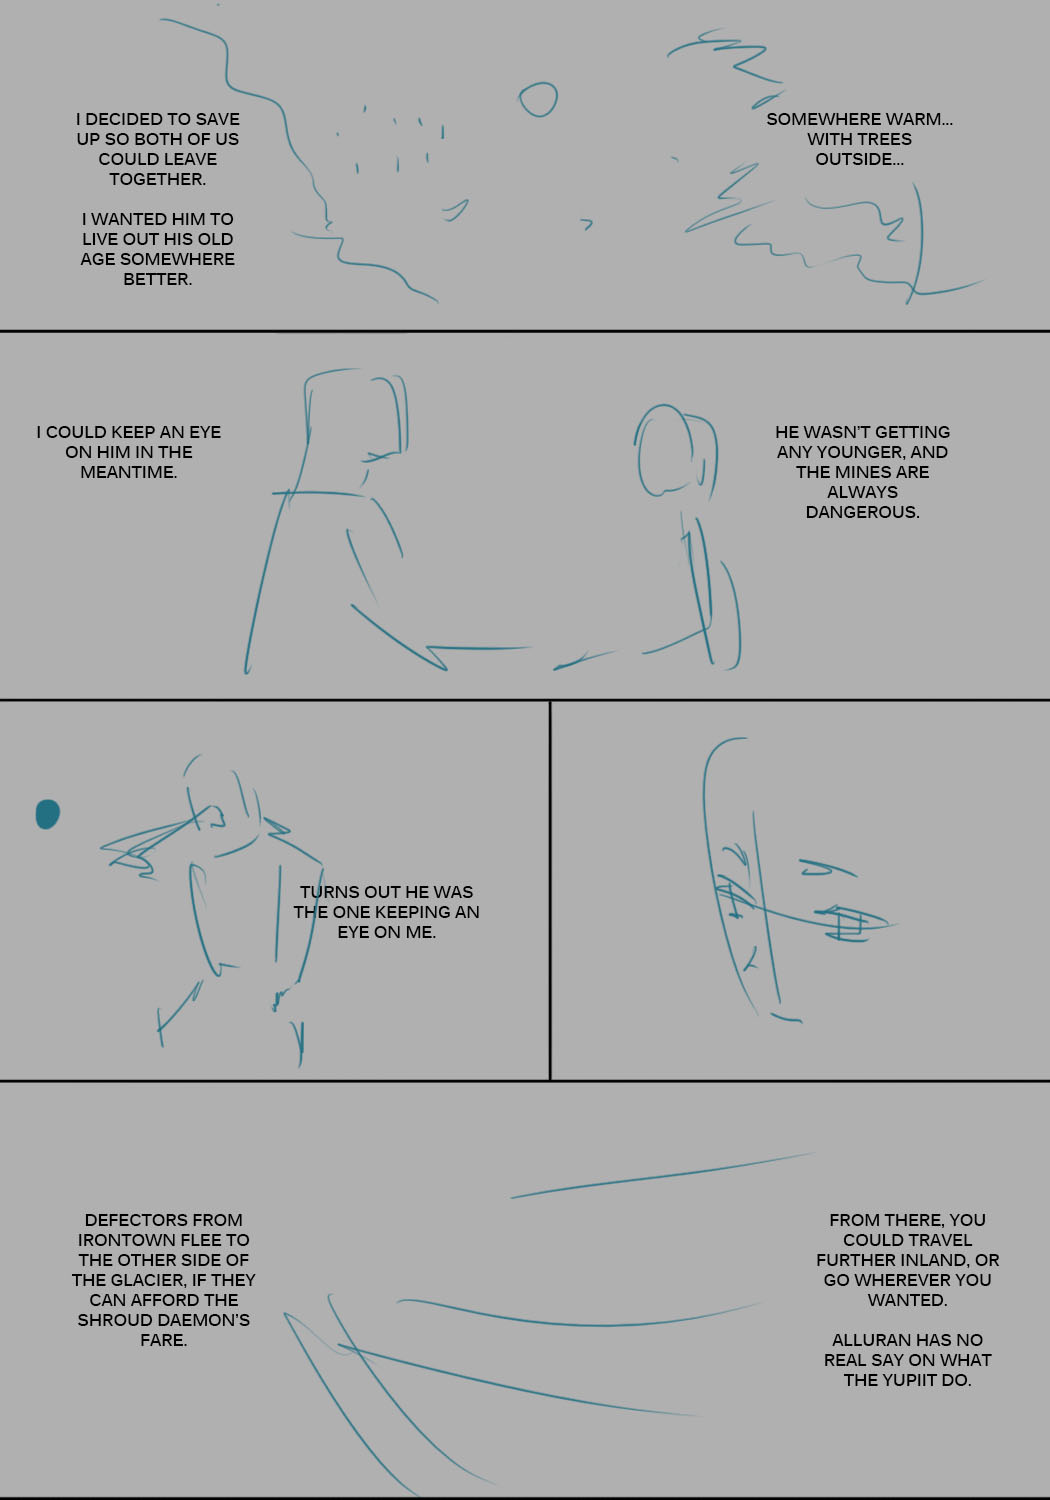 I DECIDED TO SAVE
UP SO BOTH OF US
COULD LEAVE
TOGETHER.
I WANTED HIM TO
LIVE OUT HIS OLD
AGE SOMEWHERE
BETTER.
SOMEWHERE WARM...
WITH TREES
OUTSIDE...
I COULD KEEP AN EYE
ON HIM IN THE
MEANTIME.
HE WASN'T GETTING
ANY YOUNGER, AND
THE MINES ARE
ALWAYS
DANGEROUS.
TURNS OUT HE WAS
THE ONE KEEPING AN
EYE ON ME.
DEFECTORS FROM
IRONTOWN FLEE TO
THE OTHER SIDE OF
THE GLACIER, IF THEY
CAN AFFORD THE
SHROUD DAEMON'S
FARE.
FROM THERE, YOU
COULD TRAVEL
FURTHER INLAND, OR
GO WHEREVER YOU
WANTED.
ALLURAN HAS NO
REAL SAY ON WHAT
THE YUPIIT DO.